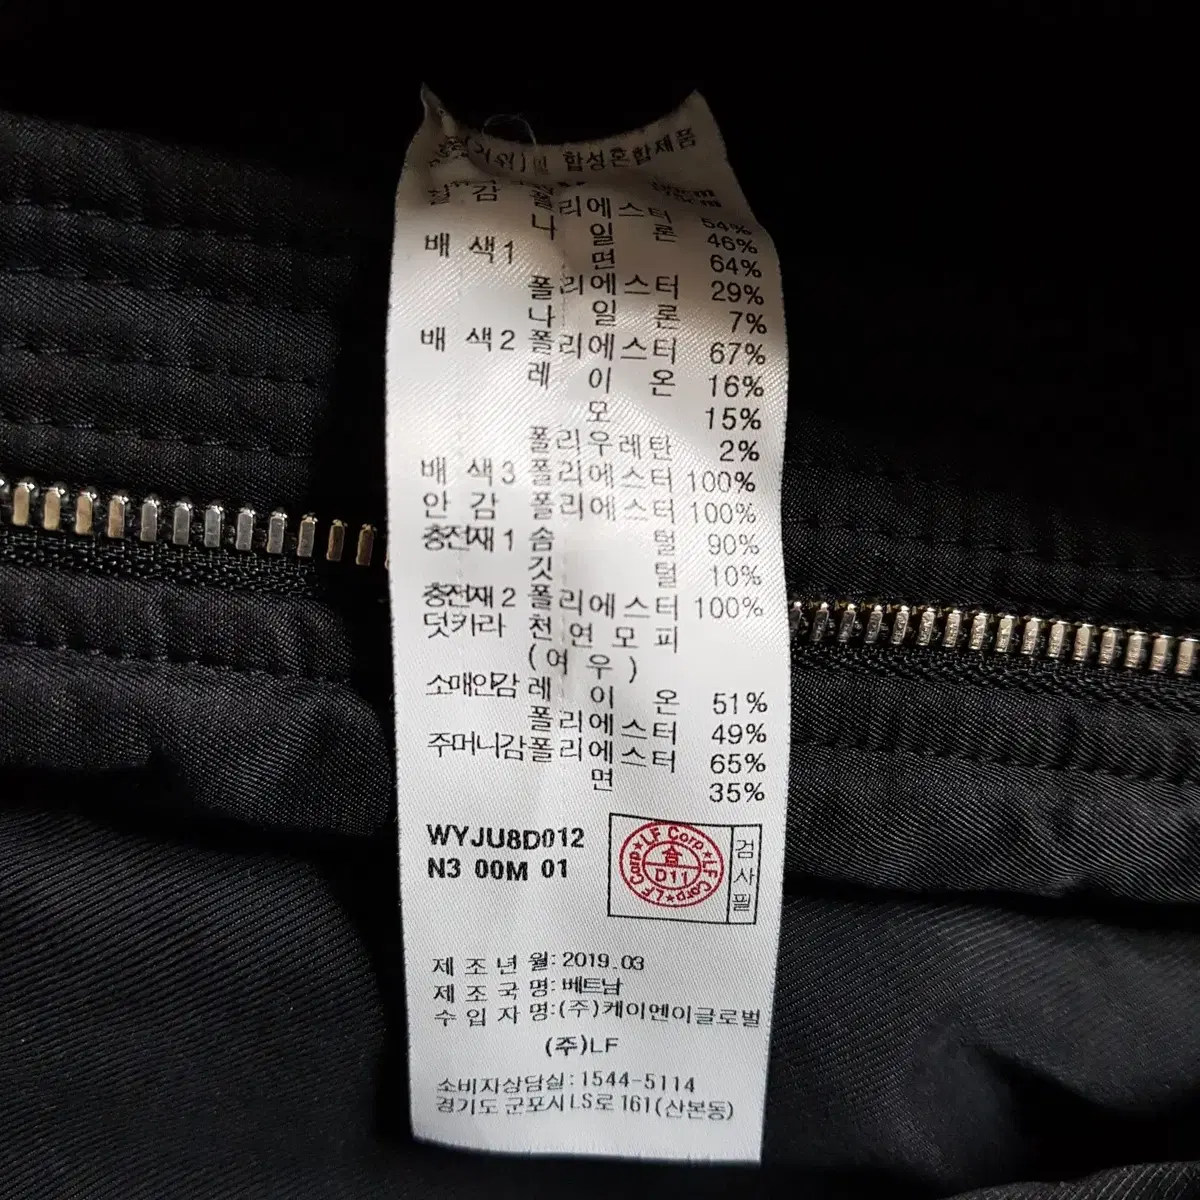 합성혼합제품
겉 감 폴리에스터 54%
나 일 론 46%
배 색1 면 64%
폴리에스터 29%
나 일 론 7%
배 색2 폴리에스터 67%
레 이 온 16%
모 15%
폴리우레탄 2%
배 색3 폴리에스터 100%
안 감 폴리에스터 100%
충전재1 솜 털 90%
깃 털 10%
충전재2 폴리에스터 100%
덧카라 천연모피
(여우)
소매안감 레 이 온 51%
폴리에스터 49%
주머니감 폴리에스터 65%
면 35%
WYJU8D012
N3 00M 01
LF Corp★LF Corp★LF Corp★
합
D11
검사필
제조년월: 2019.03
제조국명: 베트남
수입자명:(주)케이엔이글로벌
(주)LF
소비자상담실: 1544-5114
경기도 군포시 LS로 161(산본동)